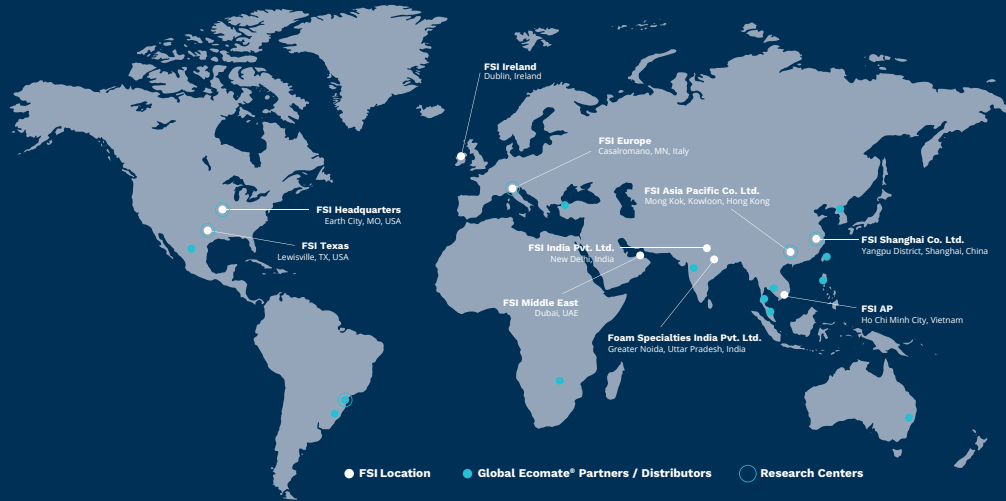 FSI Ireland
Dublin, Ireland
FSI Europe
Casalromano, MN, Italy
FSI Asia Pacific Co. Ltd.
Mong Kok, Kowloon, Hong Kong
FSI Headquarters
Earth City, MO, USA
FSI Texas
Lewisville, TX, USA
FSI India Pvt. Ltd.
New Delhi, India
FSI Shanghai Co. Ltd.
Yangpu District, Shanghai, China
FSI Middle East
Dubai, UAE
FSI AP
Ho Chi Minh City, Vietnam
Foam Specialties India Pvt. Ltd.
Greater Noida, Uttar Pradesh, India
FSI Location
Global Ecomate® Partners / Distributors
Research Centers